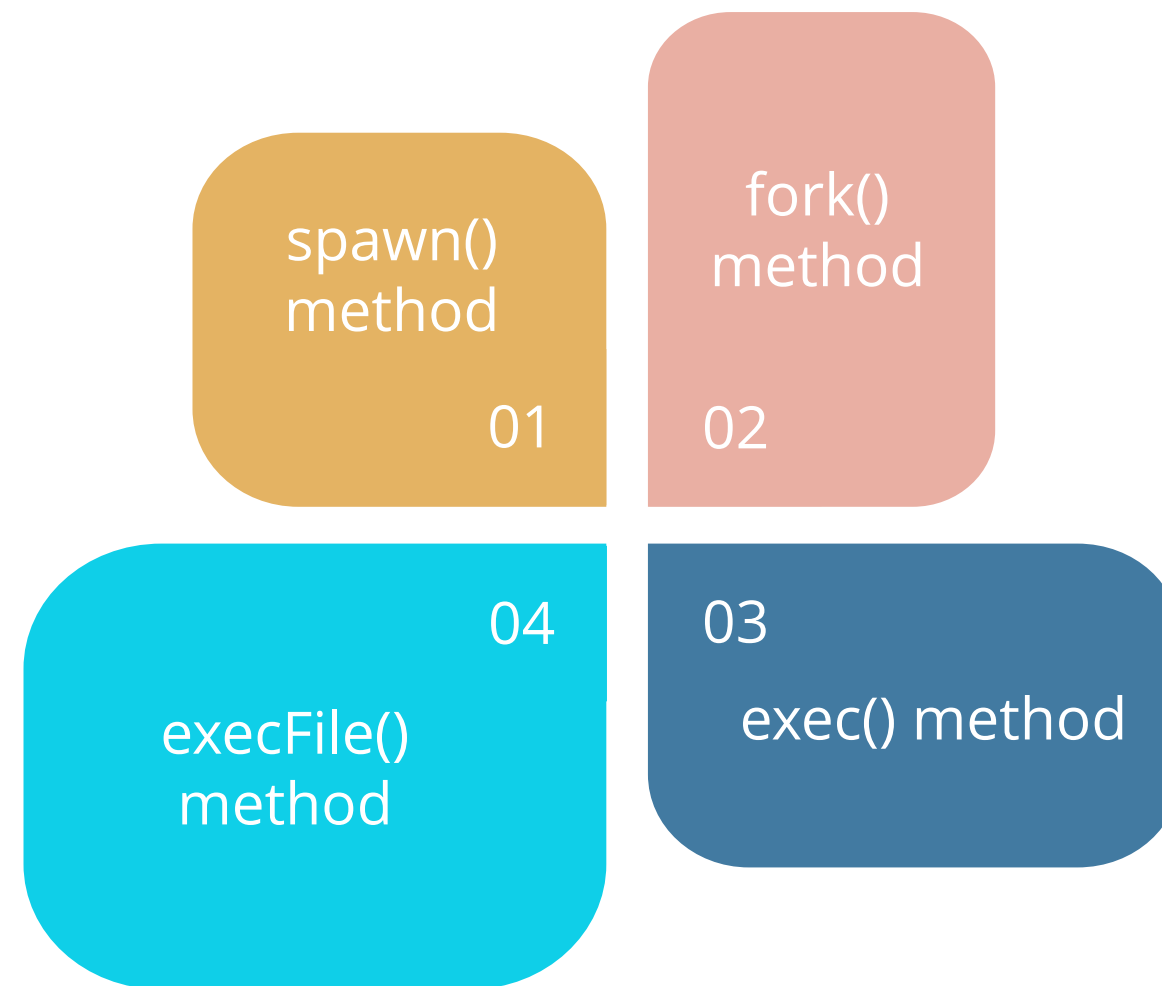 spawn()
method
01
fork()
method
02
03
exec() method
04
execFile()
method